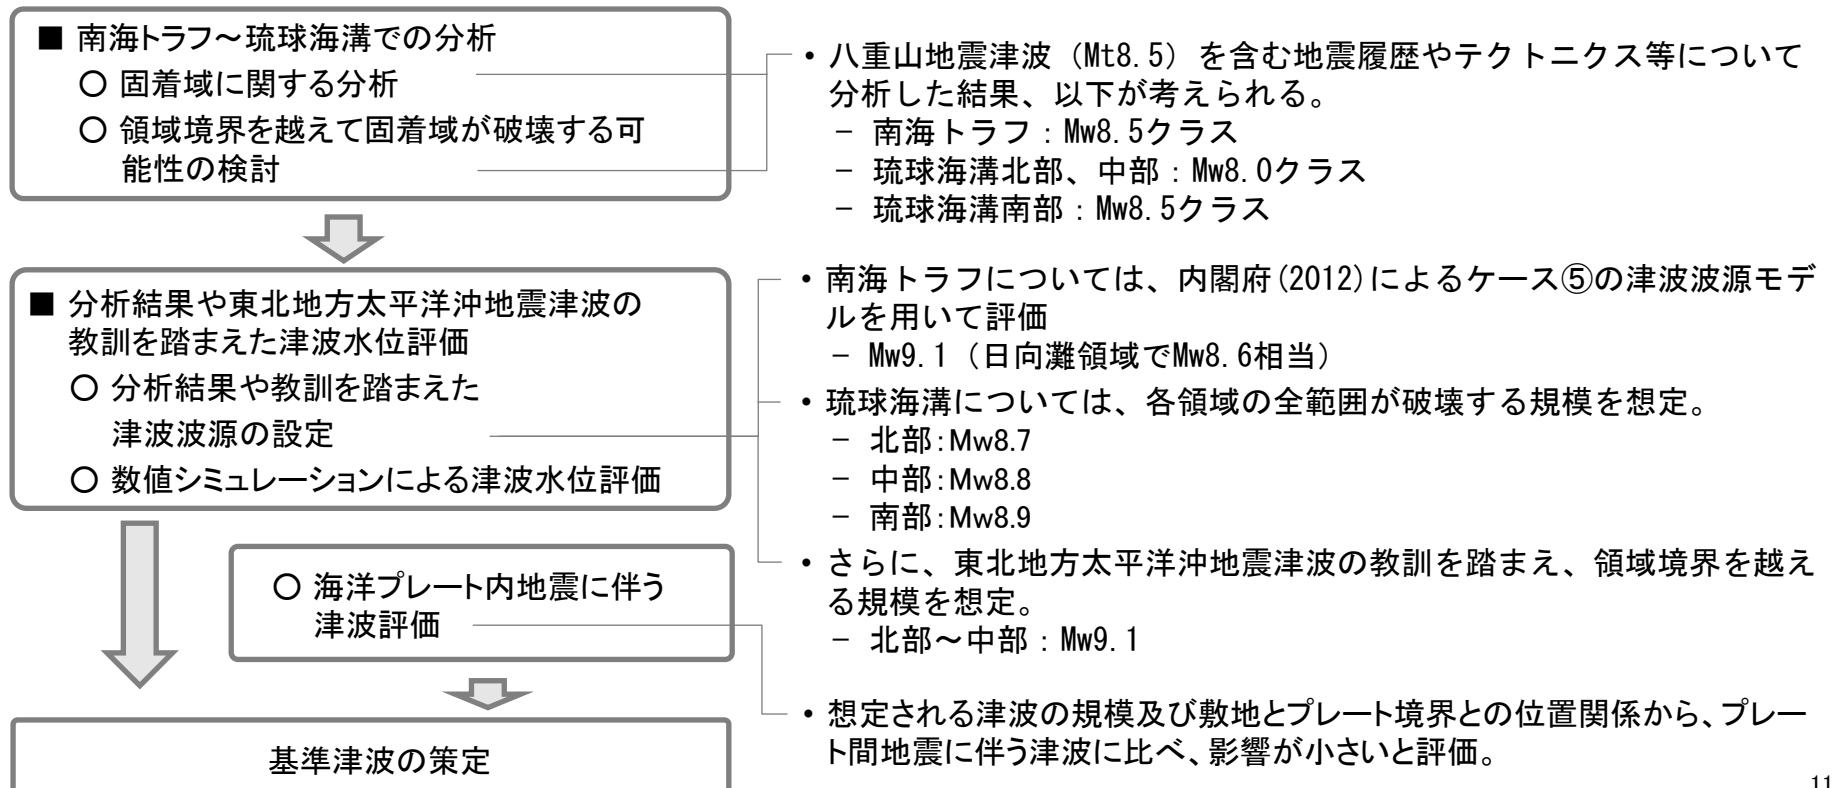 ■ 南海トラフ～琉球海溝での分析
○ 固着域に関する分析
○ 領域境界を越えて固着域が破壊する可
能性の検討
・八重山地震津波（Mt8.5）を含む地震履歴やテクトニクス等について
分析した結果、以下が考えられる。
－ 南海トラフ：Mw8.5クラス
－ 琉球海溝北部、中部：Mw8.0クラス
－ 琉球海溝南部：Mw8.5クラス
■ 分析結果や東北地方太平洋沖地震津波の
教訓を踏まえた津波水位評価
○ 分析結果や教訓を踏まえた
津波波源の設定
○ 数値シミュレーションによる津波水位評価
・南海トラフについては、内閣府(2012)によるケース⑤の津波波源モデ
ルを用いて評価
－ Mw9.1（日向灘領域でMw8.6相当）
・琉球海溝については、各領域の全範囲が破壊する規模を想定。
－ 北部:Mw8.7
－ 中部:Mw8.8
－ 南部:Mw8.9
・さらに、東北地方太平洋沖地震津波の教訓を踏まえ、領域境界を越え
る規模を想定。
－ 北部～中部：Mw9.1
○ 海洋プレート内地震に伴う
津波評価
・想定される津波の規模及び敷地とプレート境界との位置関係から、プレー
ト間地震に伴う津波に比べ、影響が小さいと評価。
基準津波の策定
11